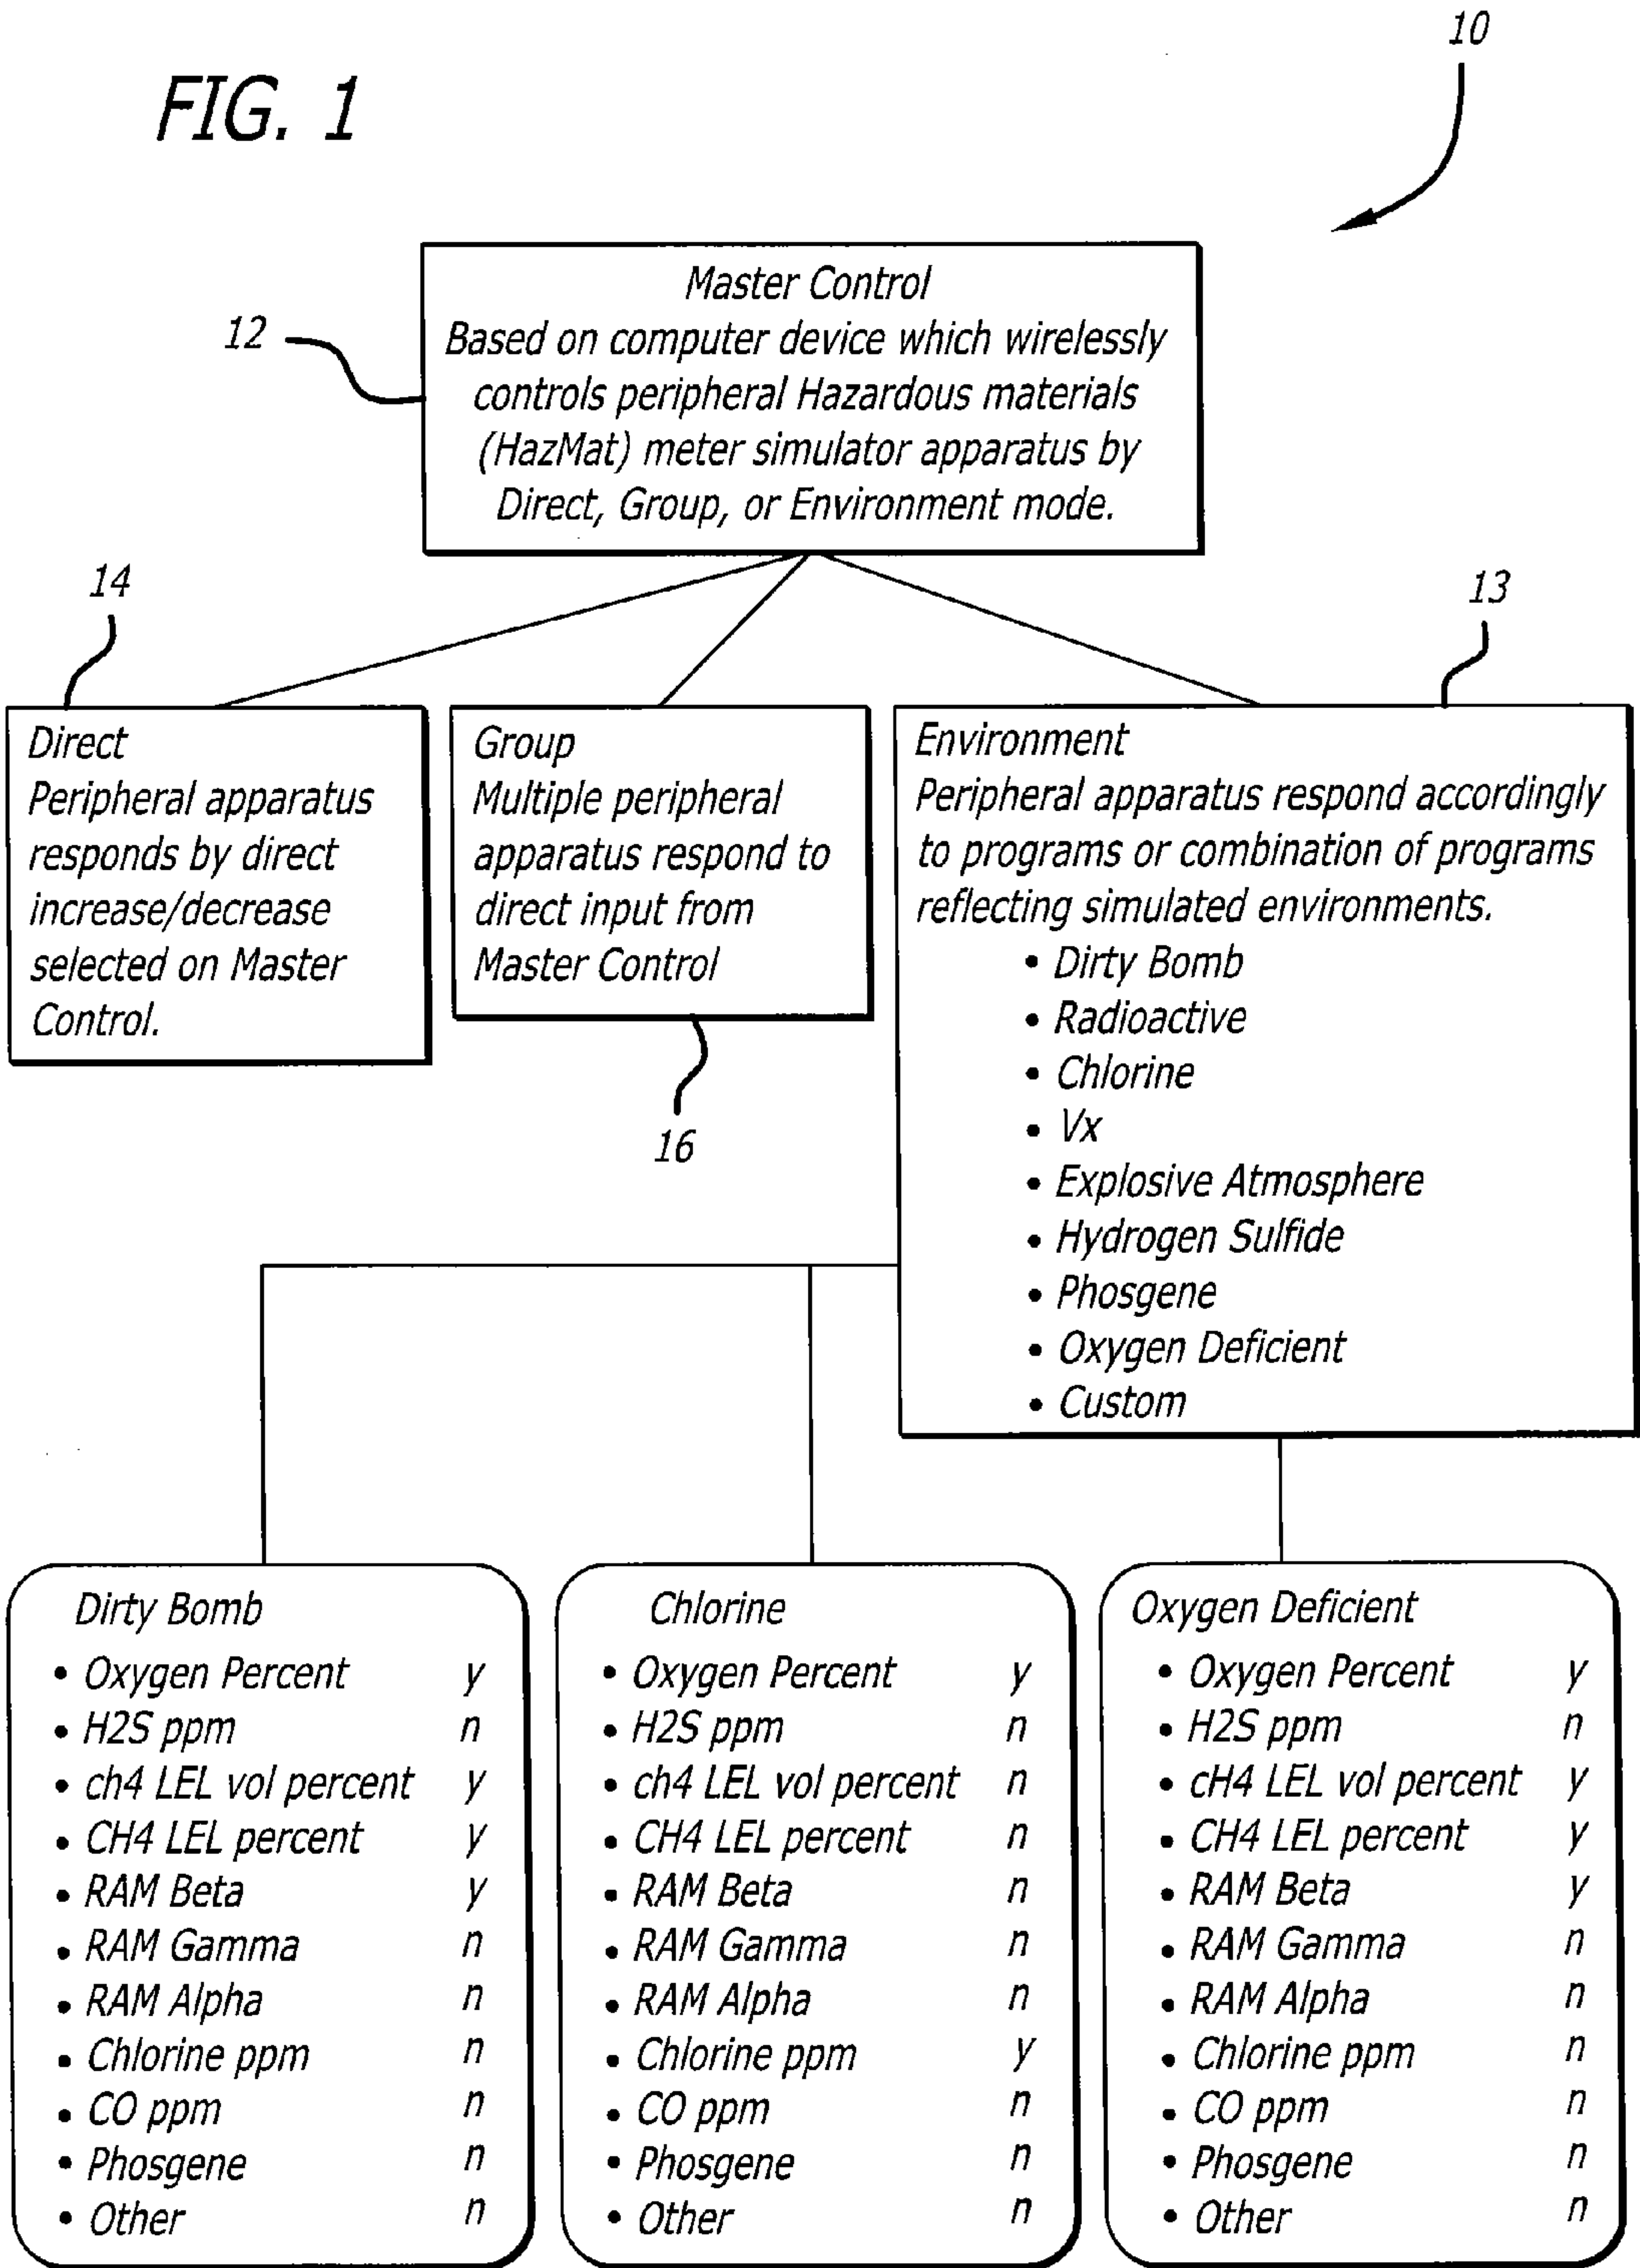 10
FIG. 1
Master Control
12
Based on computer device which wirelessly
controls peripheral Hazardous materials
(HazMat) meter simulator apparatus by
Direct, Group, or Environment mode.
14
13
Direct
Peripheral apparatus
responds by direct
increase/decrease
selected on Master
Control.
Group
Multiple peripheral
apparatus respond to
direct input from
Master Control
16
Environment
Peripheral apparatus respond accordingly
to programs or combination of programs
reflecting simulated environments.
• Dirty Bomb
• Radioactive
• Chlorine
• Vx
• Explosive Atmosphere
• Hydrogen Sulfide
• Phosgene
• Oxygen Deficient
• Custom
Dirty Bomb
• Oxygen Percent y
• H2S ppm n
• ch4 LEL vol percent y
• CH4 LEL percent y
• RAM Beta y
• RAM Gamma n
• RAM Alpha n
• Chlorine ppm n
• CO ppm n
• Phosgene n
• Other n
Chlorine
• Oxygen Percent y
• H2S ppm n
• ch4 LEL vol percent n
• CH4 LEL percent n
• RAM Beta n
• RAM Gamma n
• RAM Alpha n
• Chlorine ppm y
• CO ppm n
• Phosgene n
• Other n
Oxygen Deficient
• Oxygen Percent y
• H2S ppm n
• cH4 LEL vol percent y
• CH4 LEL percent y
• RAM Beta y
• RAM Gamma n
• RAM Alpha n
• Chlorine ppm n
• CO ppm n
• Phosgene n
• Other n